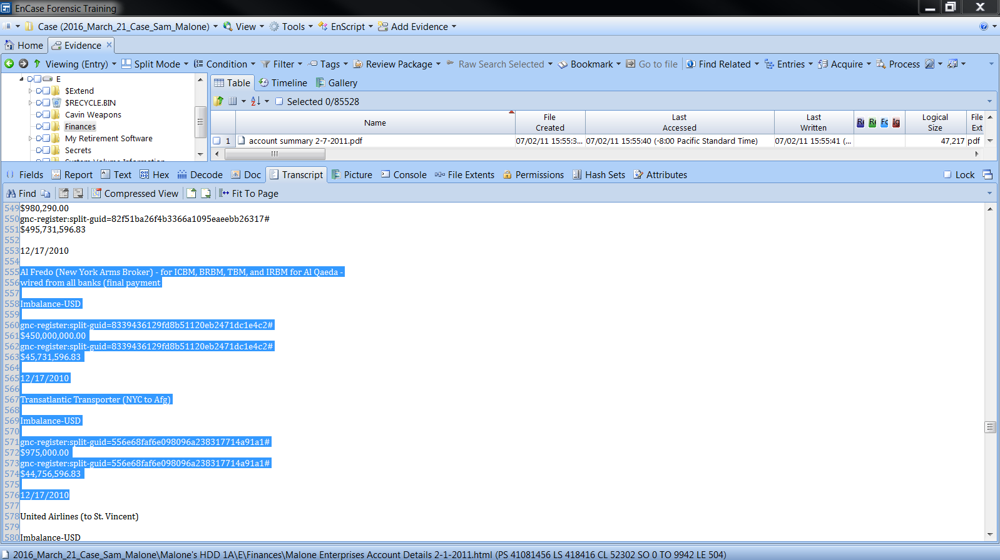 EnCase Forensic Training
Case (2016_March_21_Case_Sam_Malone) View Tools EnScript Add Evidence
Home Evidence
Viewing (Entry) Split Mode Condition Filter Tags Review Package Raw Search Selected Bookmark Go to file Find Related Entries Acquire Process
E
$Extend
$RECYCLE.BIN
Cavin Weapons
Finances
My Retirement Software
Secrets
System Volume Information
Table Timeline Gallery
Selected 0/85528
Name File Created Last Accessed Last Written Re Re Fo Ig Logical Size File Ext
1 account summary 2-7-2011.pdf 07/02/11 15:55:3... 07/02/11 15:55:40 (-8:00 Pacific Standard Time) 07/02/11 15:55:41 (... 47,217 pdf
Fields Report Text Hex Decode Doc Transcript Picture Console File Extents Permissions Hash Sets Attributes Lock
Find Compressed View Fit To Page
549 $980,290.00
550 gnc-register:split-guid=82f51ba26f4b3366a1095eaeebb26317#
551 $495,731,596.83
552
553 12/17/2010
554
555 Al Fredo (New York Arms Broker) - for ICBM, BRBM, TBM, and IRBM for Al Qaeda -
556 wired from all banks (final payment
557
558 Imbalance-USD
559
560 gnc-register:split-guid=8339436129fd8b51120eb2471dc1e4c2#
561 $450,000,000.00
562 gnc-register:split-guid=8339436129fd8b51120eb2471dc1e4c2#
563 $45,731,596.83
564
565 12/17/2010
566
567 Transatlantic Transporter (NYC to Afg)
568
569 Imbalance-USD
570
571 gnc-register:split-guid=556e68faf6e098096a238317714a91a1#
572 $975,000.00
573 gnc-register:split-guid=556e68faf6e098096a238317714a91a1#
574 $44,756,596.83
575
576 12/17/2010
577
578 United Airlines (to St. Vincent)
579
580 Imbalance-USD
2016_March_21_Case_Sam_Malone\Malone's HDD 1A\E\Finances\Malone Enterprises Account Details 2-1-2011.html (PS 41081456 LS 418416 CL 52302 SO 0 TO 9942 LE 504)